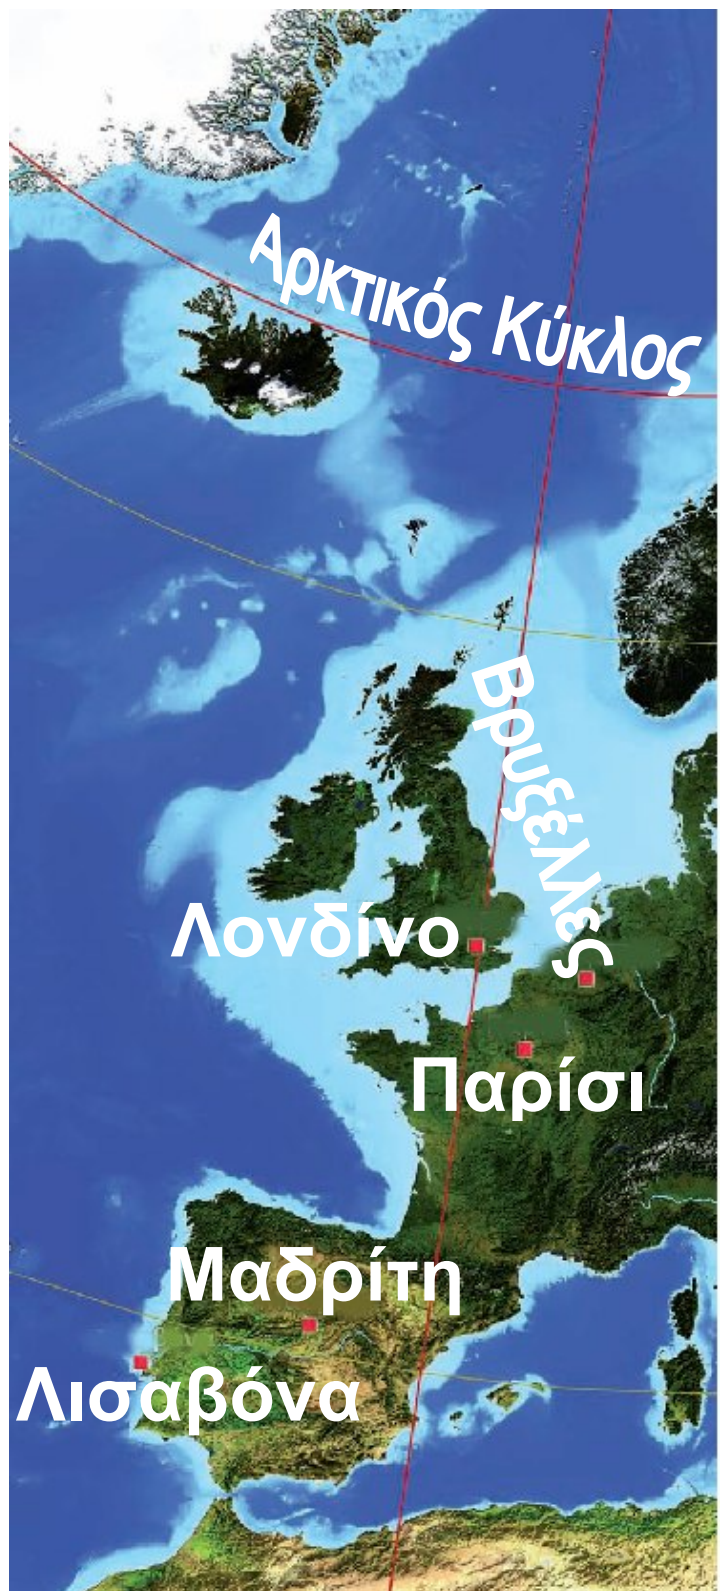 Αρκτικός Κύκλος
Βρυξέλλες
Λονδίνο
Παρίσι
Μαδρίτη
Λισαβόνα